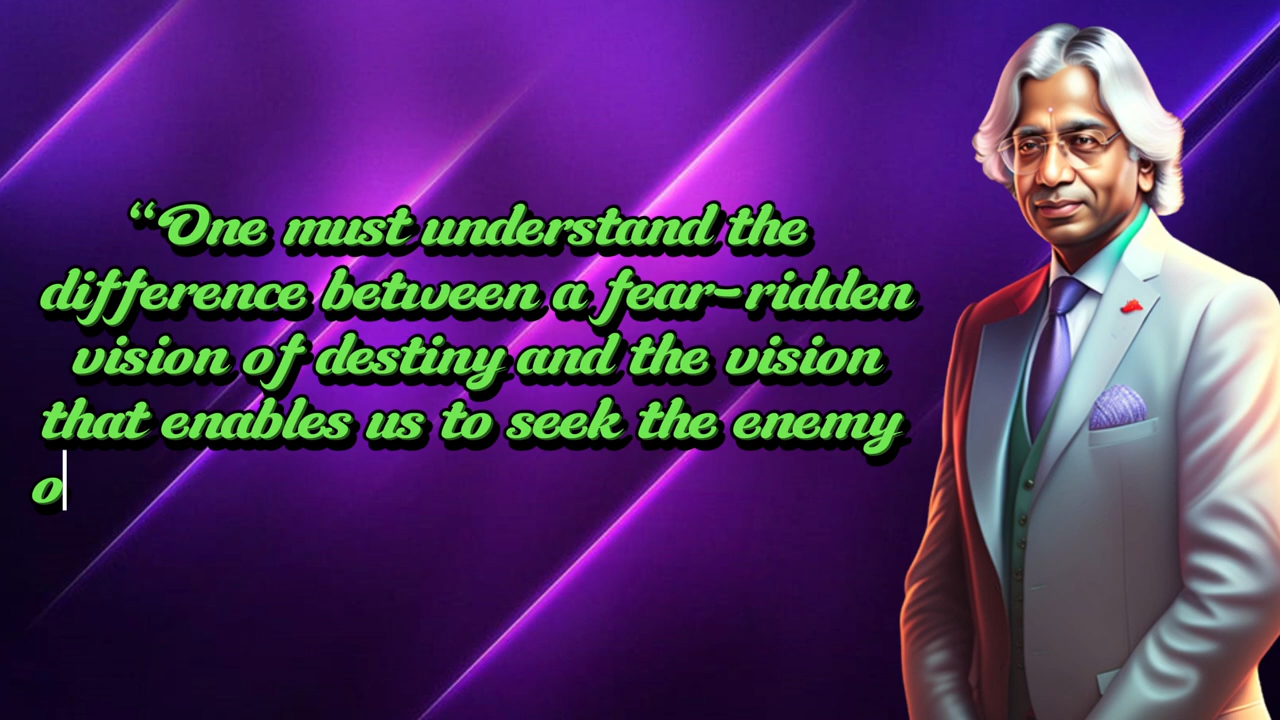 “One must understand the
difference between a fear-ridden
vision of destiny and the vision
that enables us to seek the enemy
o